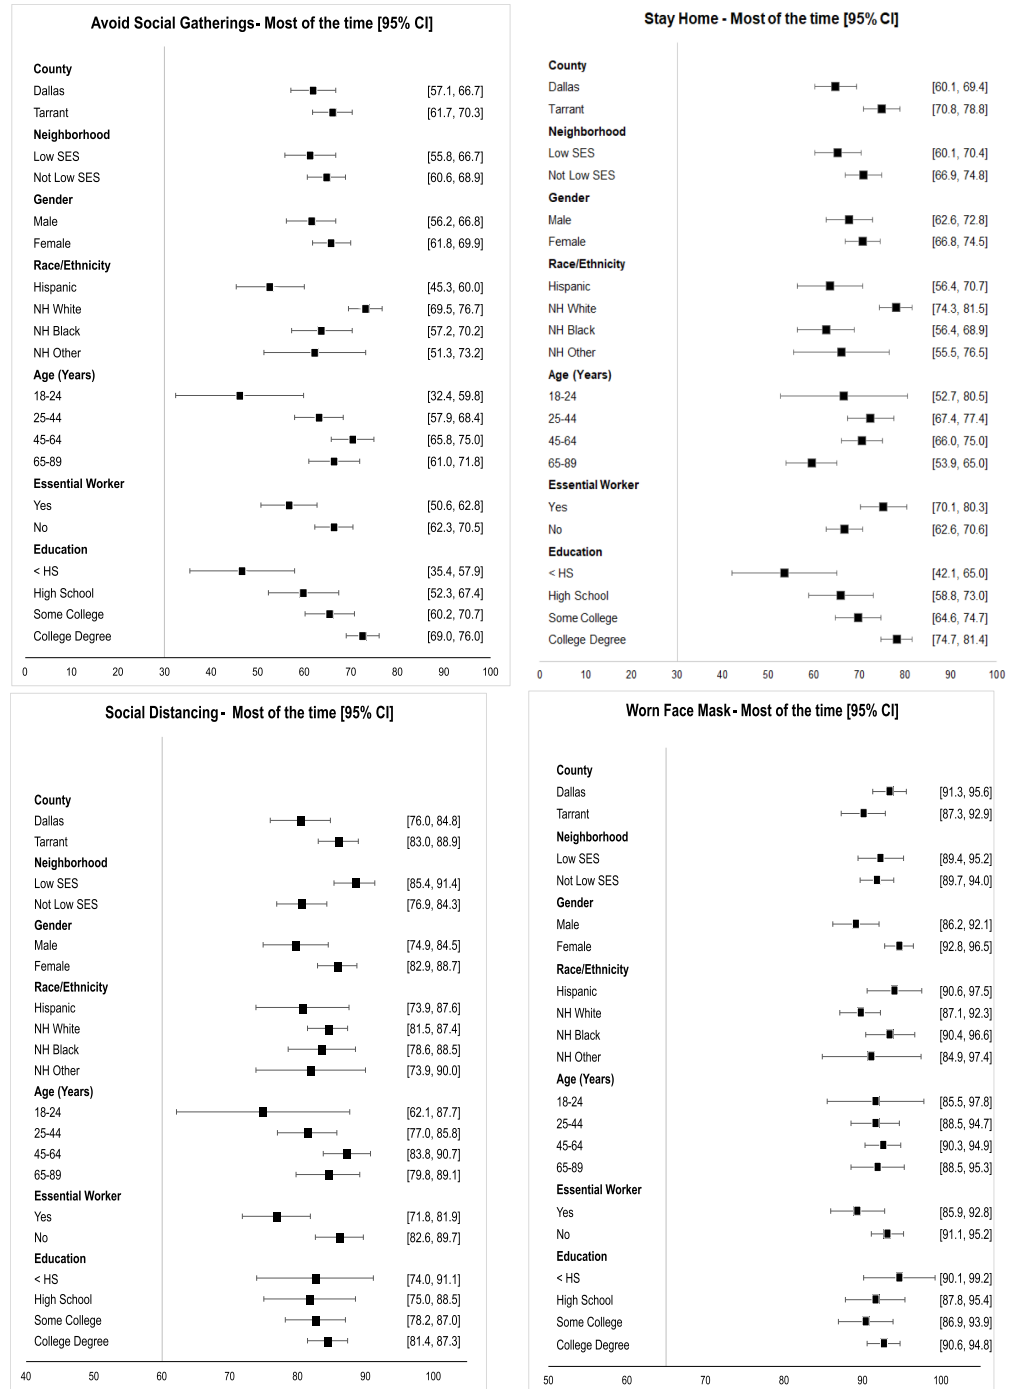 Avoid Social Gatherings- Most of the time [95% CI]
County
Dallas [57.1, 66.7]
Tarrant [61.7, 70.3]
Neighborhood
Low SES [55.8, 66.7]
Not Low SES [60.6, 68.9]
Gender
Male [56.2, 66.8]
Female [61.8, 69.9]
Race/Ethnicity
Hispanic [45.3, 60.0]
NH White [69.5, 76.7]
NH Black [57.2, 70.2]
NH Other [51.3, 73.2]
Age (Years)
18-24 [32.4, 59.8]
25-44 [57.9, 68.4]
45-64 [65.8, 75.0]
65-89 [61.0, 71.8]
Essential Worker
Yes [50.6, 62.8]
No [62.3, 70.5]
Education
< HS [35.4, 57.9]
High School [52.3, 67.4]
Some College [60.2, 70.7]
College Degree [69.0, 76.0]
0 10 20 30 40 50 60 70 80 90 100
Stay Home - Most of the time [95% CI]
County
Dallas [60.1, 69.4]
Tarrant [70.8, 78.8]
Neighborhood
Low SES [60.1, 70.4]
Not Low SES [66.9, 74.8]
Gender
Male [62.6, 72.8]
Female [66.8, 74.5]
Race/Ethnicity
Hispanic [56.4, 70.7]
NH White [74.3, 81.5]
NH Black [56.4, 68.9]
NH Other [55.5, 76.5]
Age (Years)
18-24 [52.7, 80.5]
25-44 [67.4, 77.4]
45-64 [66.0, 75.0]
65-89 [53.9, 65.0]
Essential Worker
Yes [70.1, 80.3]
No [62.6, 70.6]
Education
< HS [42.1, 65.0]
High School [58.8, 73.0]
Some College [64.6, 74.7]
College Degree [74.7, 81.4]
0 10 20 30 40 50 60 70 80 90 100
Social Distancing - Most of the time [95% CI]
County
Dallas [76.0, 84.8]
Tarrant [83.0, 88.9]
Neighborhood
Low SES [85.4, 91.4]
Not Low SES [76.9, 84.3]
Gender
Male [74.9, 84.5]
Female [82.9, 88.7]
Race/Ethnicity
Hispanic [73.9, 87.6]
NH White [81.5, 87.4]
NH Black [78.6, 88.5]
NH Other [73.9, 90.0]
Age (Years)
18-24 [62.1, 87.7]
25-44 [77.0, 85.8]
45-64 [83.8, 90.7]
65-89 [79.8, 89.1]
Essential Worker
Yes [71.8, 81.9]
No [82.6, 89.7]
Education
< HS [74.0, 91.1]
High School [75.0, 88.5]
Some College [78.2, 87.0]
College Degree [81.4, 87.3]
40 50 60 70 80 90 100
Worn Face Mask - Most of the time [95% CI]
County
Dallas [91.3, 95.6]
Tarrant [87.3, 92.9]
Neighborhood
Low SES [89.4, 95.2]
Not Low SES [89.7, 94.0]
Gender
Male [86.2, 92.1]
Female [92.8, 96.5]
Race/Ethnicity
Hispanic [90.6, 97.5]
NH White [87.1, 92.3]
NH Black [90.4, 96.6]
NH Other [84.9, 97.4]
Age (Years)
18-24 [85.5, 97.8]
25-44 [88.5, 94.7]
45-64 [90.3, 94.9]
65-89 [88.5, 95.3]
Essential Worker
Yes [85.9, 92.8]
No [91.1, 95.2]
Education
< HS [90.1, 99.2]
High School [87.8, 95.4]
Some College [86.9, 93.9]
College Degree [90.6, 94.8]
50 60 70 80 90 100